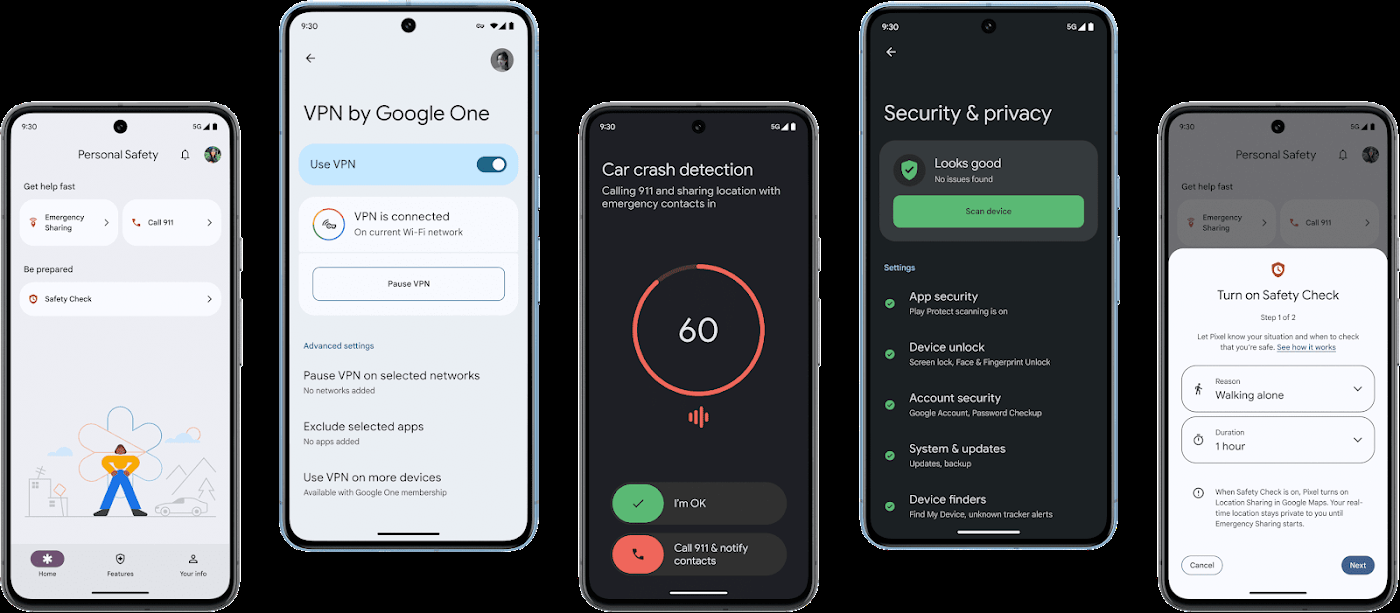 9:30
5G
Personal Safety
Get help fast
Emergency
Sharing
Call 911
Be prepared
Safety Check
Home
Features
Your info
9:30
VPN by Google One
Use VPN
VPN is connected
On current Wi-Fi network
Pause VPN
Advanced settings
Pause VPN on selected networks
No networks added
Exclude selected apps
No apps added
Use VPN on more devices
Available with Google One membership
9:30
5G
Car crash detection
Calling 911 and sharing location with
emergency contacts in
60
I'm OK
Call 911 & notify
contacts
9:30
5G
Security & privacy
Looks good
No issues found
Scan device
Settings
App security
Play Protect scanning is on
Device unlock
Screen lock, Face & Fingerprint Unlock
Account security
Google Account, Password Checkup
System & updates
Updates, backup
Device finders
Find My Device, unknown tracker alerts
9:30
5G
Personal Safety
Get help fast
Emergency
Sharing
Call 911
Turn on Safety Check
Step 1 of 2
Let Pixel know your situation and when to check
that you're safe. See how it works
Reason
Walking alone
Duration
1 hour
When Safety Check is on, Pixel turns on
Location Sharing in Google Maps. Your real-
time location stays private to you until
Emergency Sharing starts.
Cancel
Next